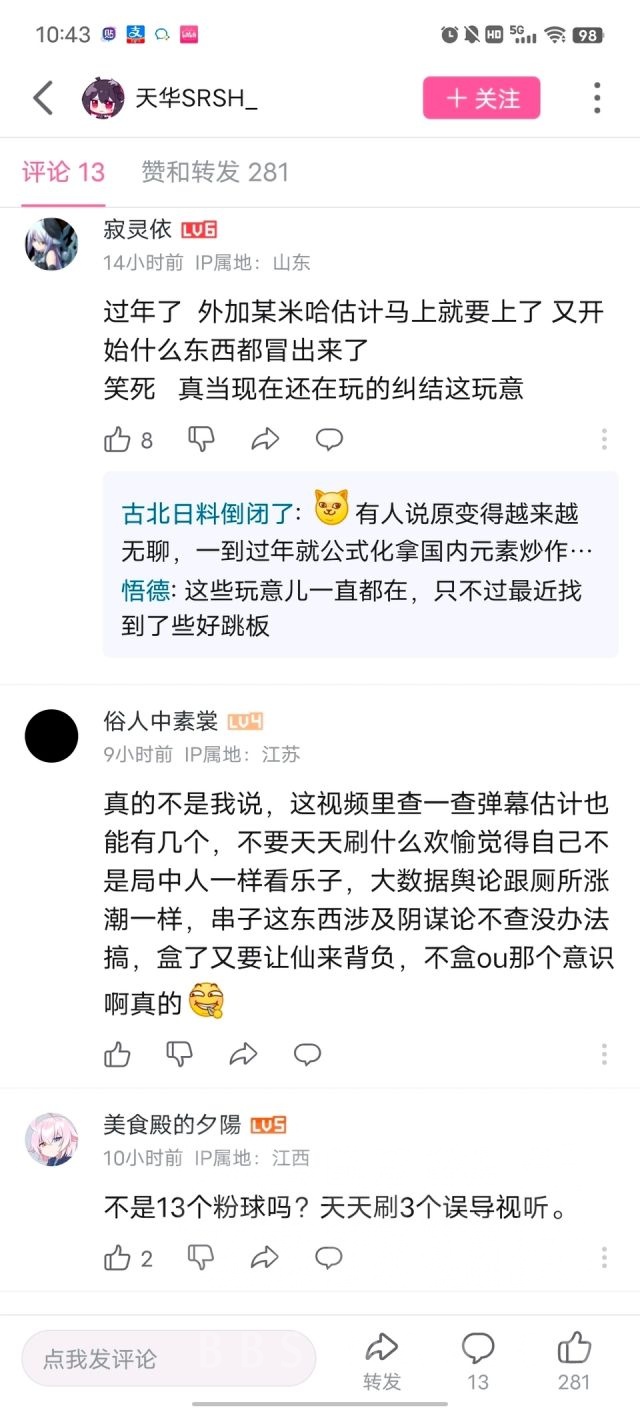 10:43
HD
5G
98
天华SRSH_
关注
评论 13
赞和转发 281
寂灵依 LV6
14小时前 IP属地：山东
过年了 外加某米哈估计马上就要上了 又开
始什么东西都冒出来了
笑死 真当现在还在玩的纠结这玩意
8
古北日料倒闭了: 有人说原变得越来越
无聊，一到过年就公式化拿国内元素炒作…
悟德: 这些玩意儿一直都在，只不过最近找
到了些好跳板
俗人中素裳 LV4
9小时前 IP属地：江苏
真的不是我说，这视频里查一查弹幕估计也
能有几个，不要天天刷什么欢愉觉得自己不
是局中人一样看乐子，大数据舆论跟厕所涨
潮一样，串子这东西涉及阴谋论不查没办法
搞，盒了又要让仙来背负，不盒ou那个意识
啊真的
美食殿的夕陽 LV5
10小时前 IP属地：江西
不是13个粉球吗？天天刷3个误导视听。
2
点我发评论
BBS
转发
13
281